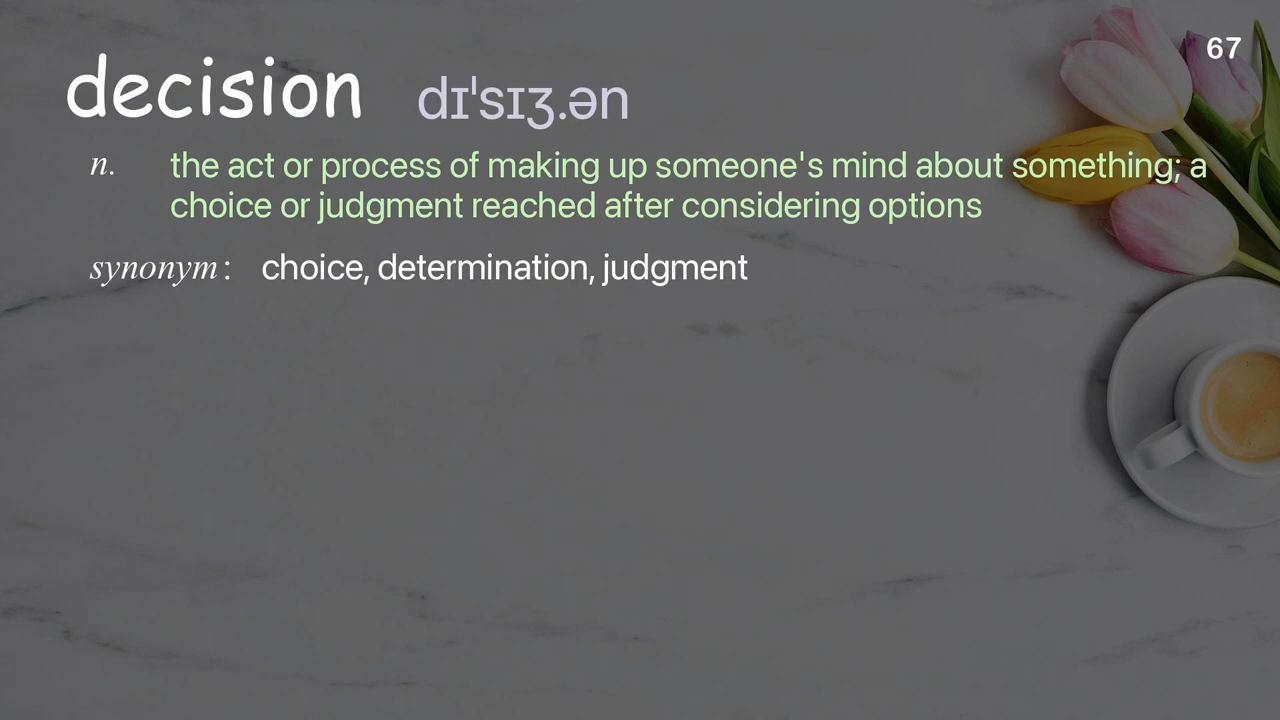 67
decision dɪˈsɪʒ.ən
n. the act or process of making up someone's mind about something; a
choice or judgment reached after considering options
synonym: choice, determination, judgment